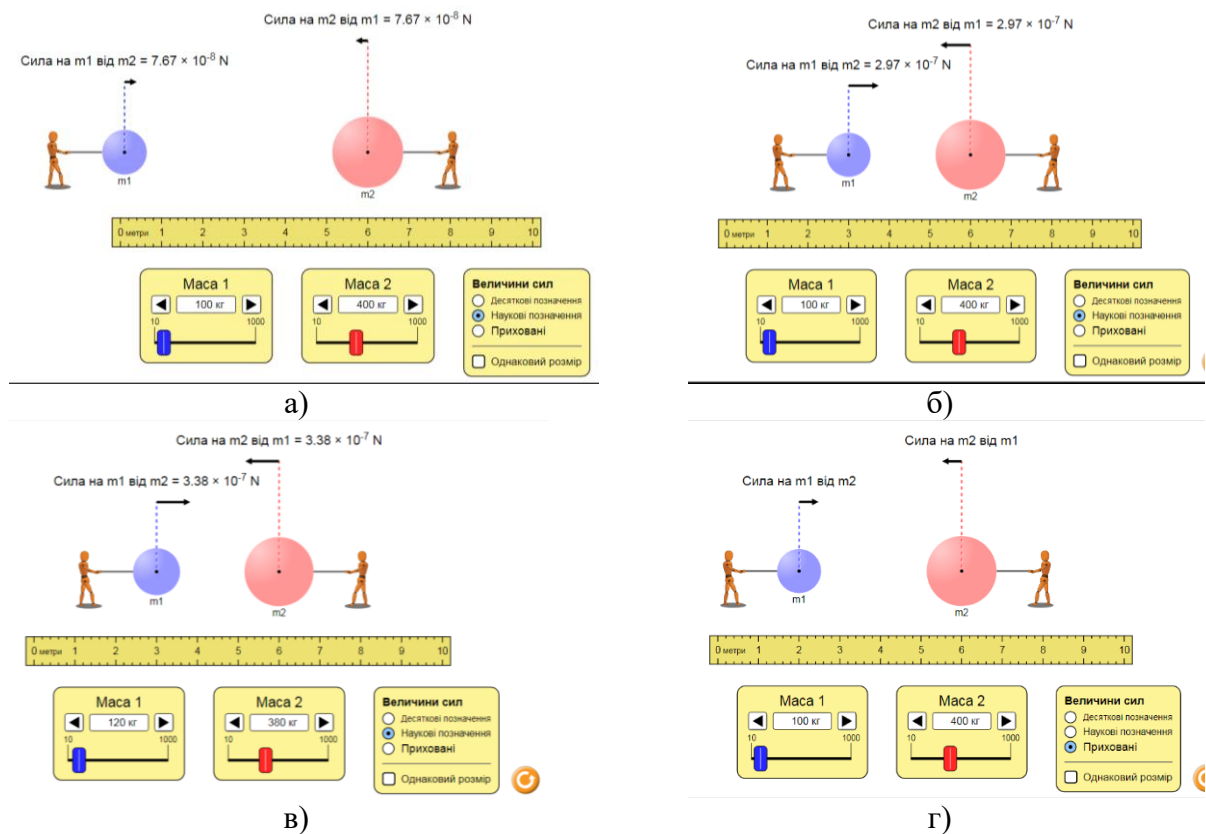 Сила на m2 від m1 = 7.67 × 10⁻⁸ N
Сила на m1 від m2 = 7.67 × 10⁻⁸ N
m1
m2
0 метри 1 2 3 4 5 6 7 8 9 10
Маса 1
100 кг
10 1000
Маса 2
400 кг
10 1000
Величини сил
Десяткові позначення
Наукові позначення
Приховані
Однаковий розмір
а)
Сила на m2 від m1 = 2.97 × 10⁻⁷ N
Сила на m1 від m2 = 2.97 × 10⁻⁷ N
m1
m2
0 метри 1 2 3 4 5 6 7 8 9 10
Маса 1
100 кг
10 1000
Маса 2
400 кг
10 1000
Величини сил
Десяткові позначення
Наукові позначення
Приховані
Однаковий розмір
б)
Сила на m2 від m1 = 3.38 × 10⁻⁷ N
Сила на m1 від m2 = 3.38 × 10⁻⁷ N
m1
m2
0 метри 1 2 3 4 5 6 7 8 9 10
Маса 1
120 кг
10 1000
Маса 2
380 кг
10 1000
Величини сил
Десяткові позначення
Наукові позначення
Приховані
Однаковий розмір
в)
Сила на m2 від m1
Сила на m1 від m2
m1
m2
0 метри 1 2 3 4 5 6 7 8 9 10
Маса 1
100 кг
10 1000
Маса 2
400 кг
10 1000
Величини сил
Десяткові позначення
Наукові позначення
Приховані
Однаковий розмір
г)